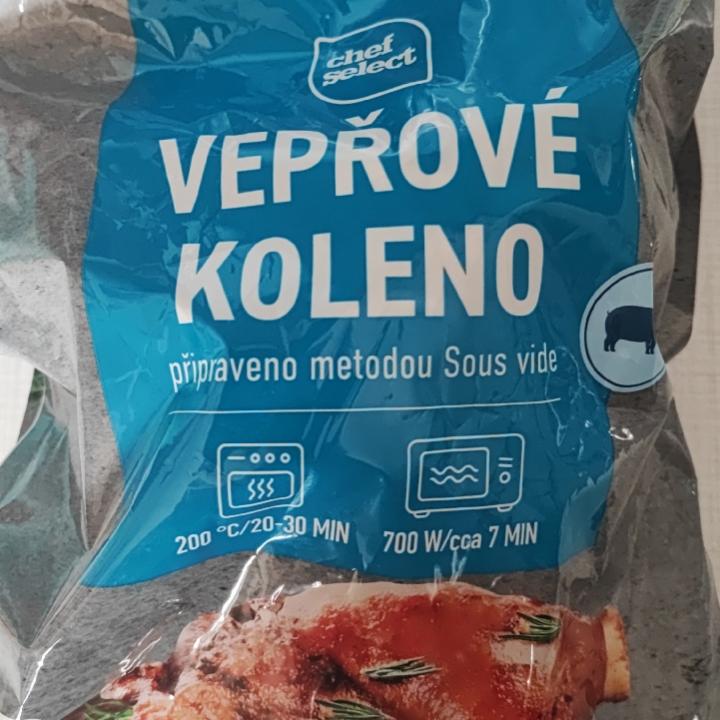 chef
select
VEPŘOVÉ
KOLENO
připraveno metodou Sous vide
200 °C/20-30 MIN
700 W/cca 7 MIN